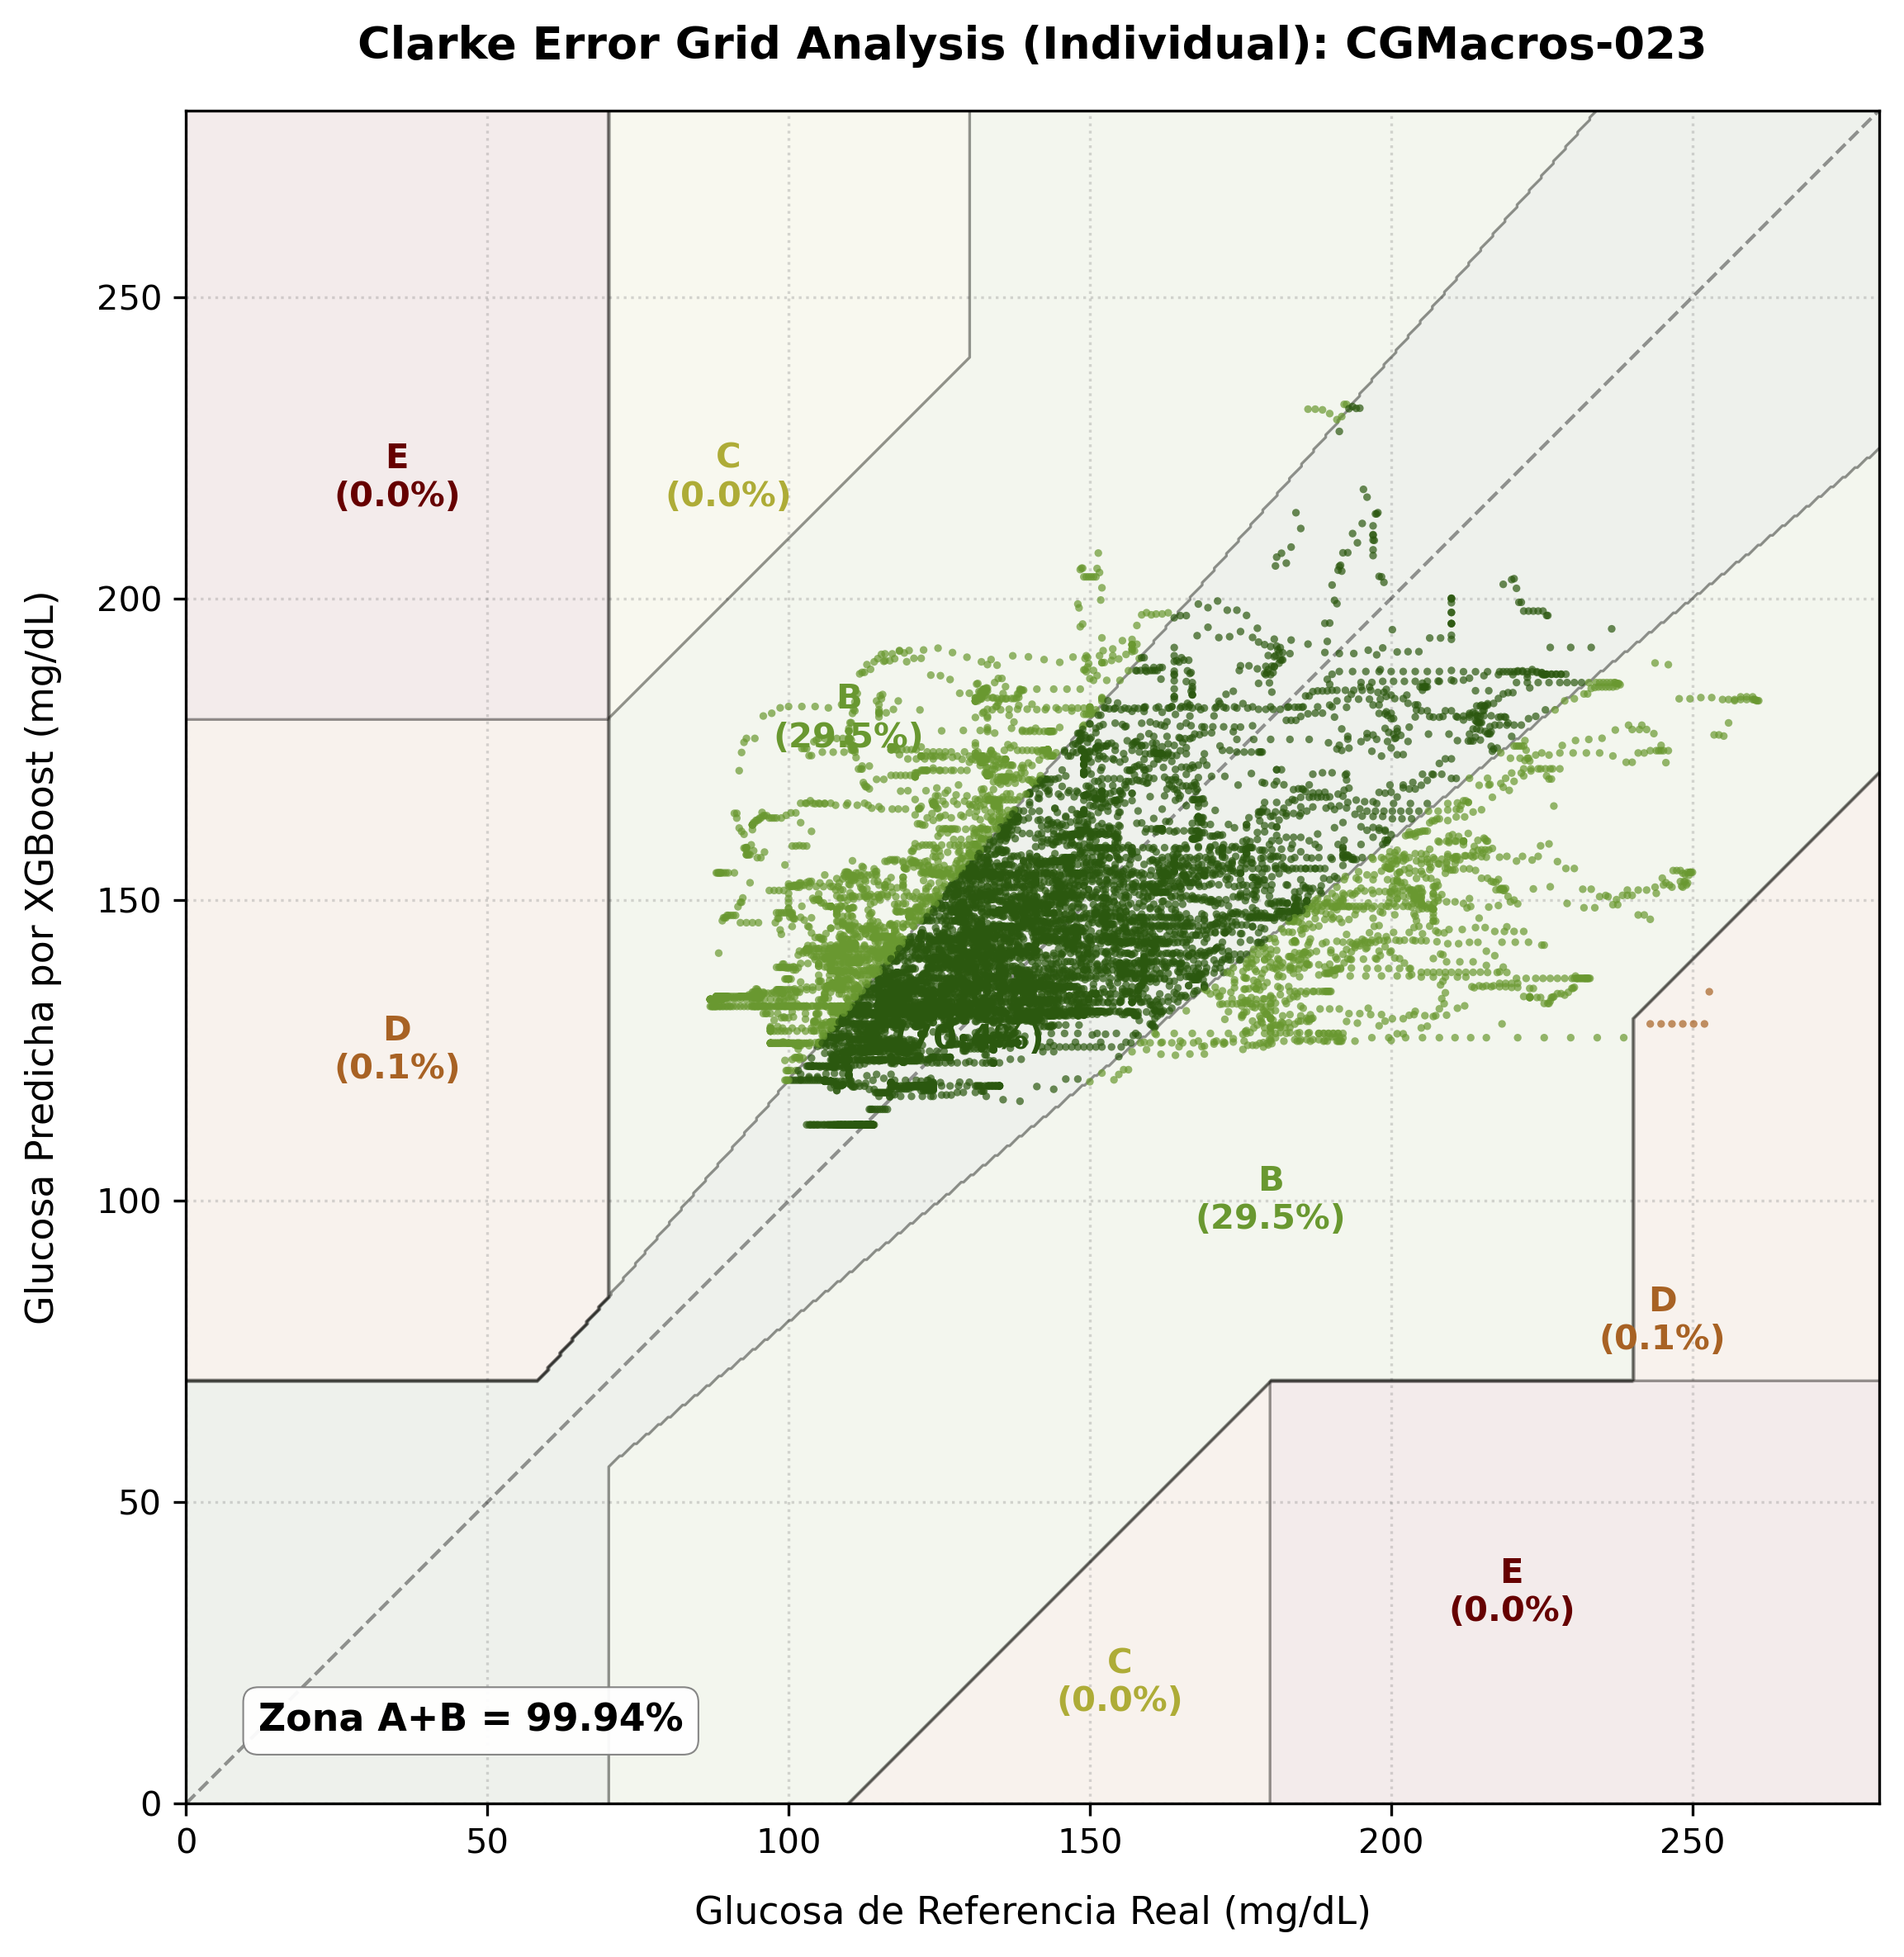 Clarke Error Grid Analysis (Individual): CGMacros-023
Glucosa Predicha por XGBoost (mg/dL)
250
200
150
100
50
0
E
(0.0%)
C
(0.0%)
B
(29.5%)
D
(0.1%)
B
(29.5%)
D
(0.1%)
E
(0.0%)
C
(0.0%)
Zona A+B = 99.94%
0
50
100
150
200
250
Glucosa de Referencia Real (mg/dL)